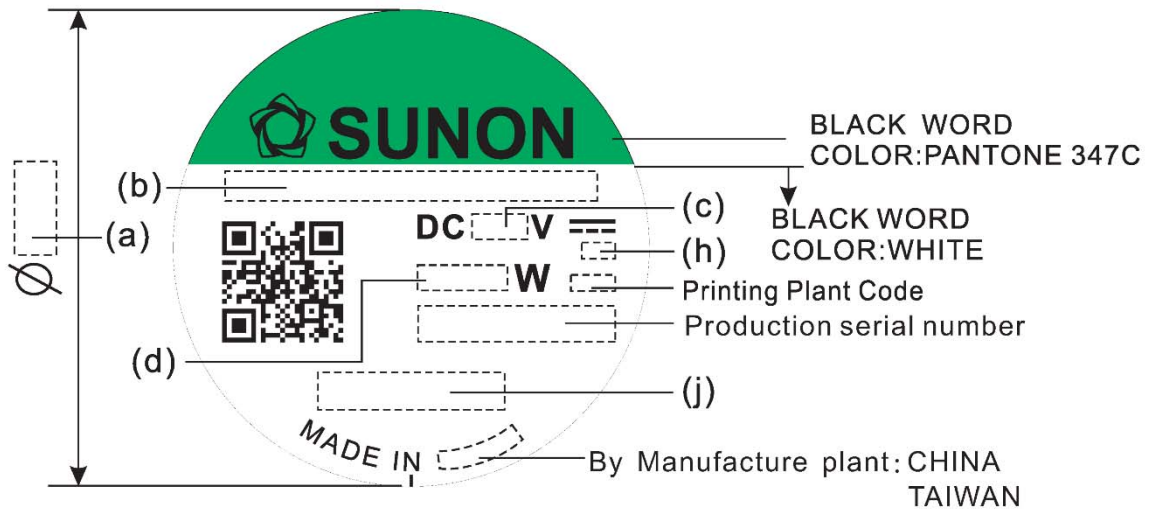 SUNON
BLACK WORD
COLOR:PANTONE 347C
(b)
(a)
Ø
DC V
(c)
BLACK WORD
COLOR:WHITE
(h)
W
Printing Plant Code
Production serial number
(d)
(j)
MADE IN
By Manufacture plant: CHINA
TAIWAN